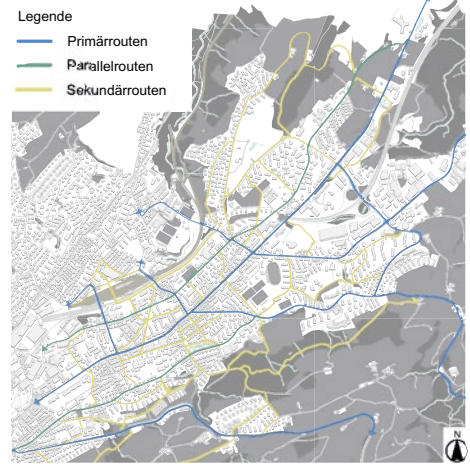 Legende
Primärrouten
Parallelrouten
Sekundärrouten
N